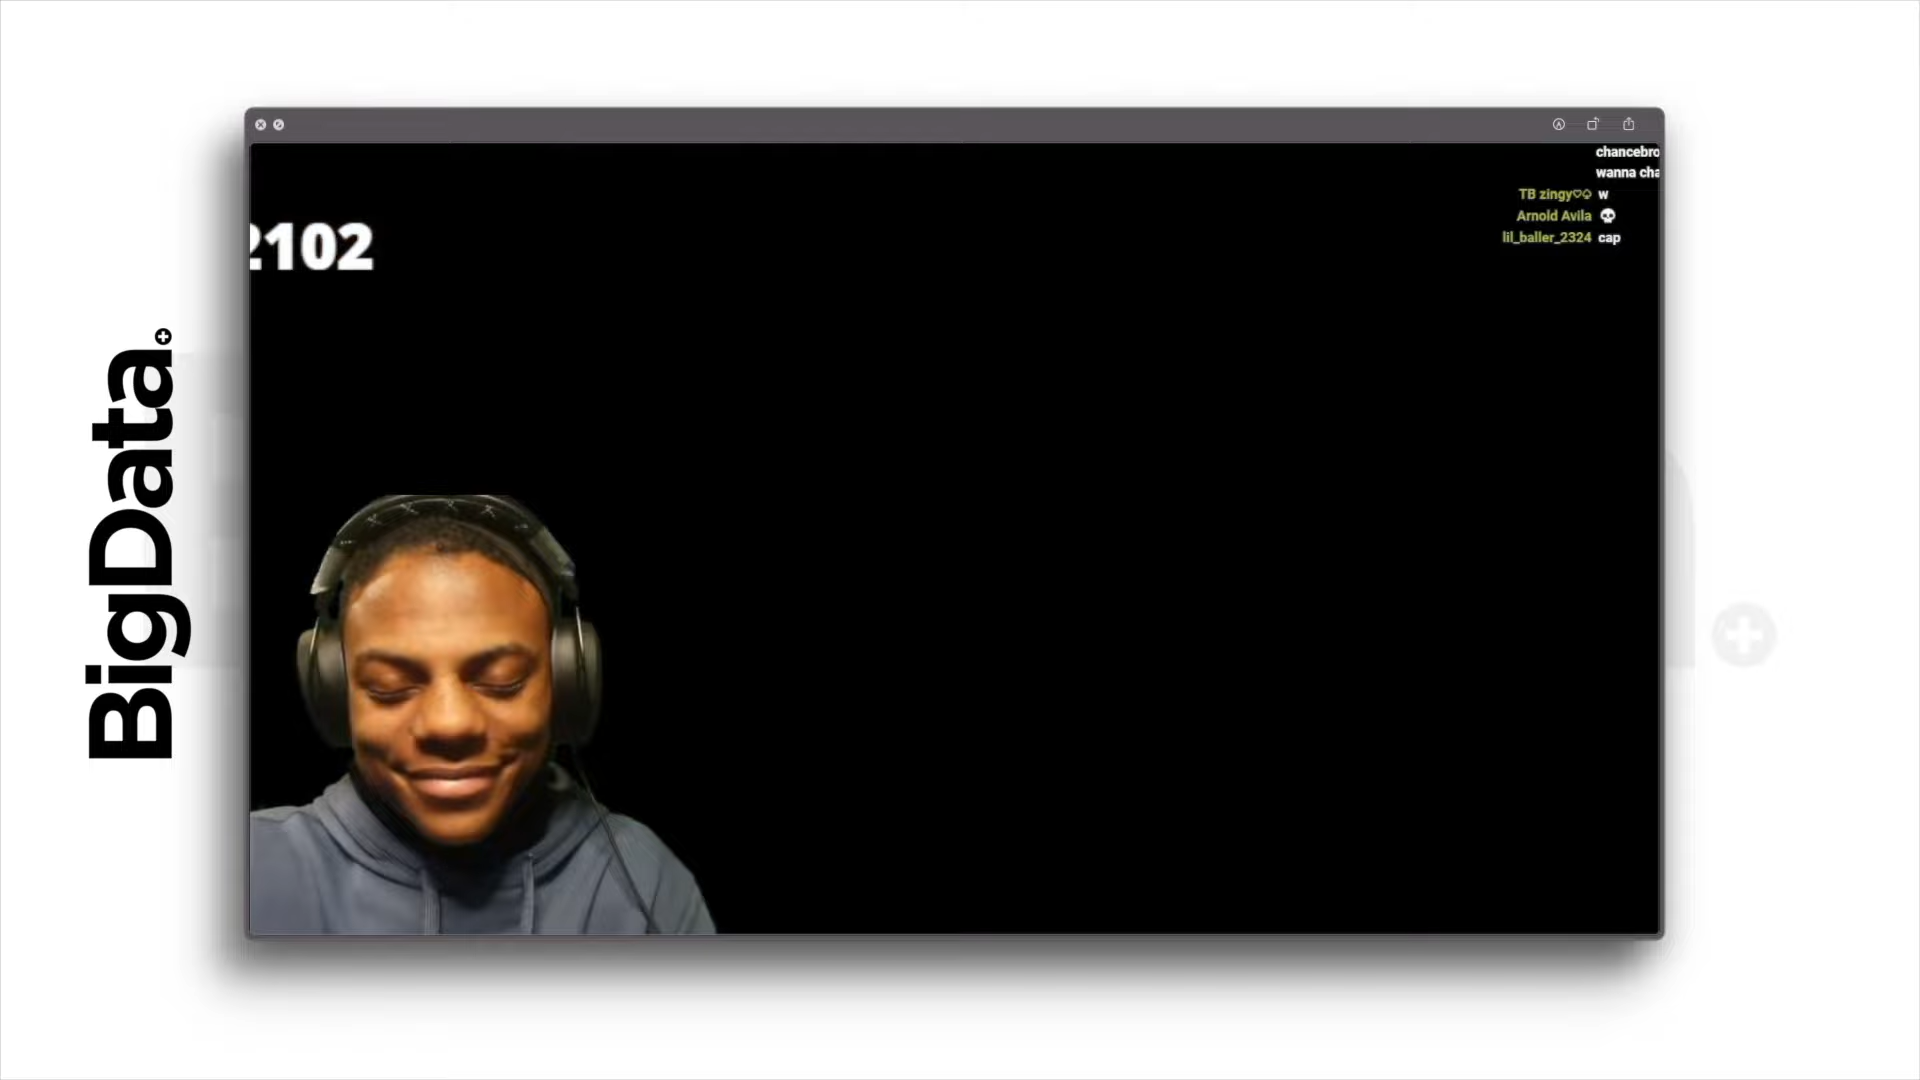 BigData
chancebro
wanna cha
TB zingy♡♤ w
Arnold Avila 💀
lil_baller_2324 cap
2102